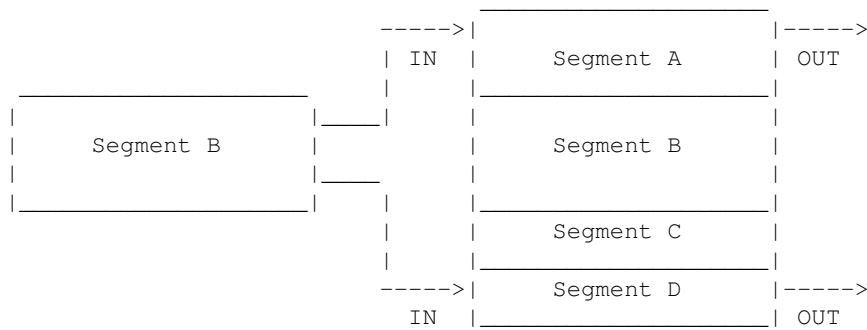 IN Segment A OUT
Segment B Segment B
Segment C
Segment D
IN OUT